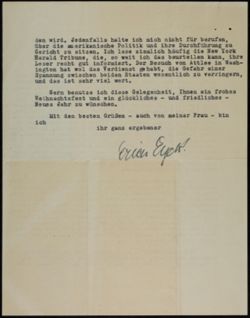 den wird. Jedenfalls halte ich mich nicht für berufen,
über die amerikanische Politik und ihre Durchführung zu
Gericht zu sitzen. Ich lese ziemlich häufig die New York
Herald Tribune, die, so weit ich das beurteilen kann, ihre
Leser recht gut informiert. Der Besuch von Attlee in Wash-
ington hat wol das Verdienst gehabt, die Gefahr einer
Spannung zwischen beiden Staaten wesentlich zu verringern,
und das ist sehr viel wert.
Gern benutze ich diese Gelegenheit, Ihnen ein frohes
Weihnachtsfest und ein glückliches - und friedliches -
Neues Jahr zu wünschen.
Mit den besten Grüßen - auch von meiner Frau - bin
ich
ihr ganz ergebener
Erich Eyck.